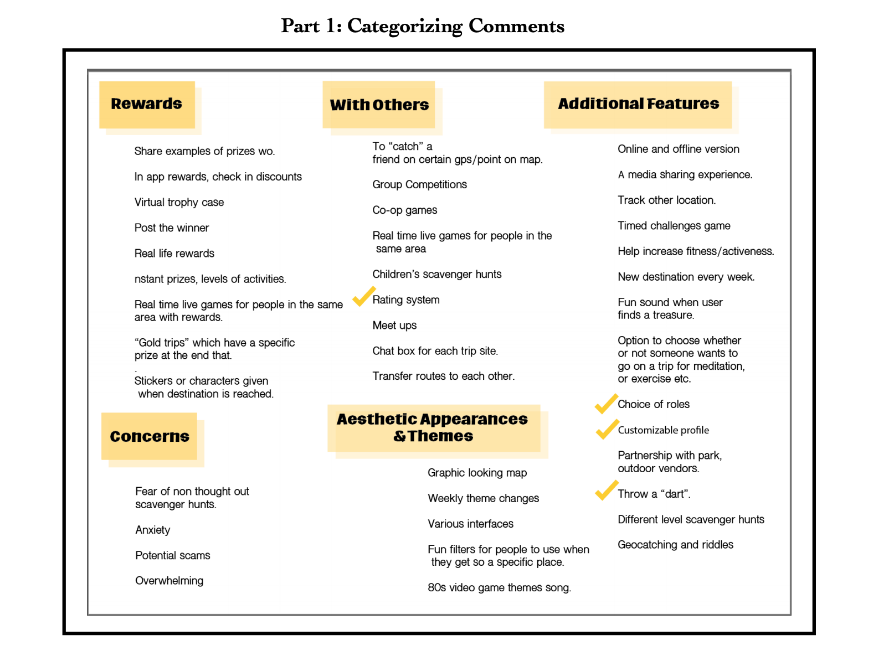 Part 1: Categorizing Comments
Rewards
Share examples of prizes wo.
In app rewards, check in discounts
Virtual trophy case
Post the winner
Real life rewards
nstant prizes, levels of activities.
Real time live games for people in the same
area with rewards.
“Gold trips” which have a specific
prize at the end that.
.
Stickers or characters given
when destination is reached.
Concerns
Fear of non thought out
scavenger hunts.
Anxiety
Potential scams
Overwhelming
With Others
To “catch” a
friend on certain gps/point on map.
Group Competitions
Co-op games
Real time live games for people in the
same area
Children’s scavenger hunts
Rating system
Meet ups
Chat box for each trip site.
Transfer routes to each other.
Aesthetic Appearances
&Themes
Graphic looking map
Weekly theme changes
Various interfaces
Fun filters for people to use when
they get so a specific place.
80s video game themes song.
Additional Features
Online and offline version
A media sharing experience.
Track other location.
Timed challenges game
Help increase fitness/activeness.
New destination every week.
Fun sound when user
finds a treasure.
Option to choose whether
or not someone wants to
go on a trip for meditation,
or exercise etc.
Choice of roles
Customizable profile
Partnership with park,
outdoor vendors.
Throw a “dart”.
Different level scavenger hunts
Geocatching and riddles